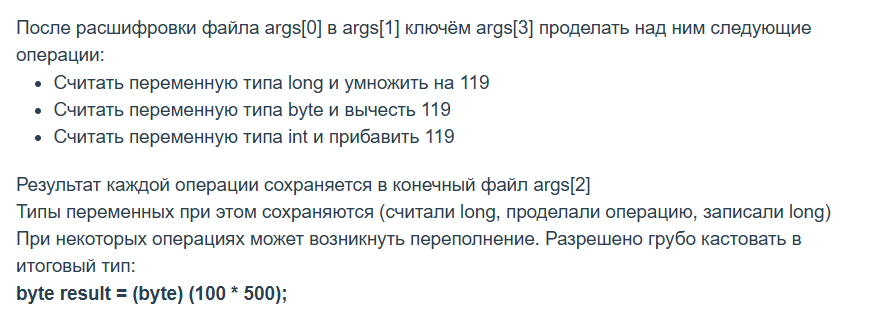 После расшифровки файла args[0] в args[1] ключём args[3] проделать над ним следующие
операции:
• Считать переменную типа long и умножить на 119
• Считать переменную типа byte и вычесть 119
• Считать переменную типа int и прибавить 119
Результат каждой операции сохраняется в конечный файл args[2]
Типы переменных при этом сохраняются (считали long, проделали операцию, записали long)
При некоторых операциях может возникнуть переполнение. Разрешено грубо кастовать в
итоговый тип:
byte result = (byte) (100 * 500);